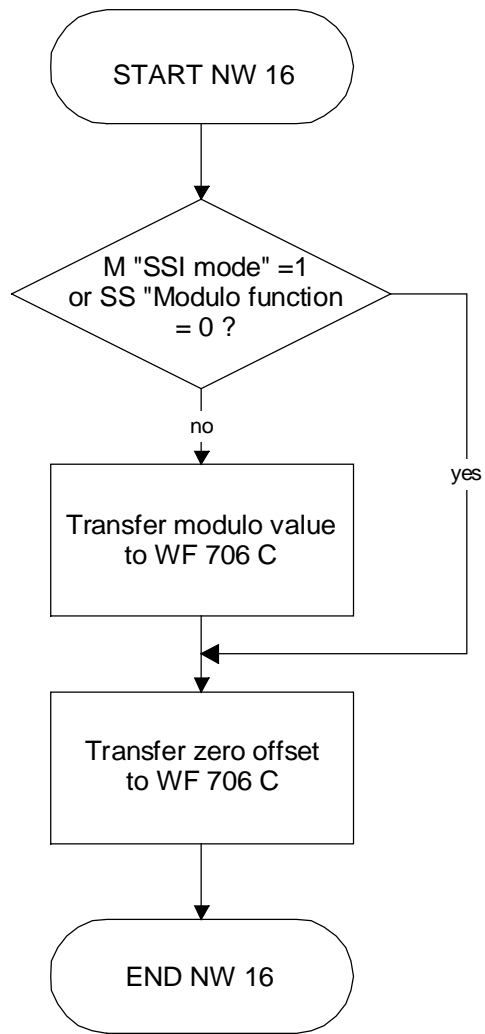 START NW 16
M "SSI mode" =1
or SS "Modulo function
= 0 ?
no
yes
Transfer modulo value
to WF 706 C
Transfer zero offset
to WF 706 C
END NW 16